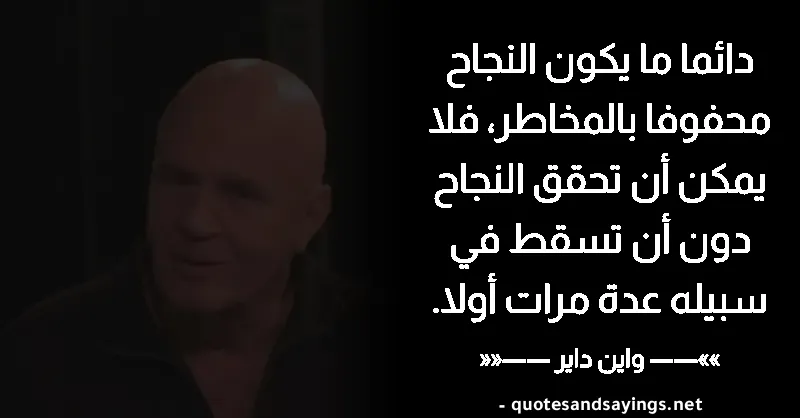 دائما ما يكون النجاح
محفوفا بالمخاطر، فلا
يمكن أن تحقق النجاح
دون أن تسقط في
سبيله عدة مرات أولا.
»»—–— واين داير —–—««
- quotesandsayings.net